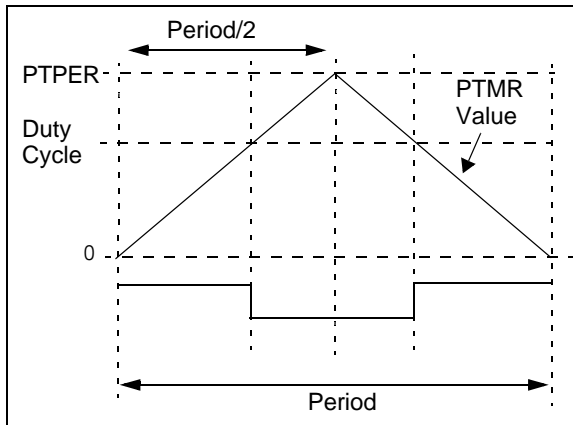 Period/2
PTPER
PTMR
Value
Duty
Cycle
0
Period